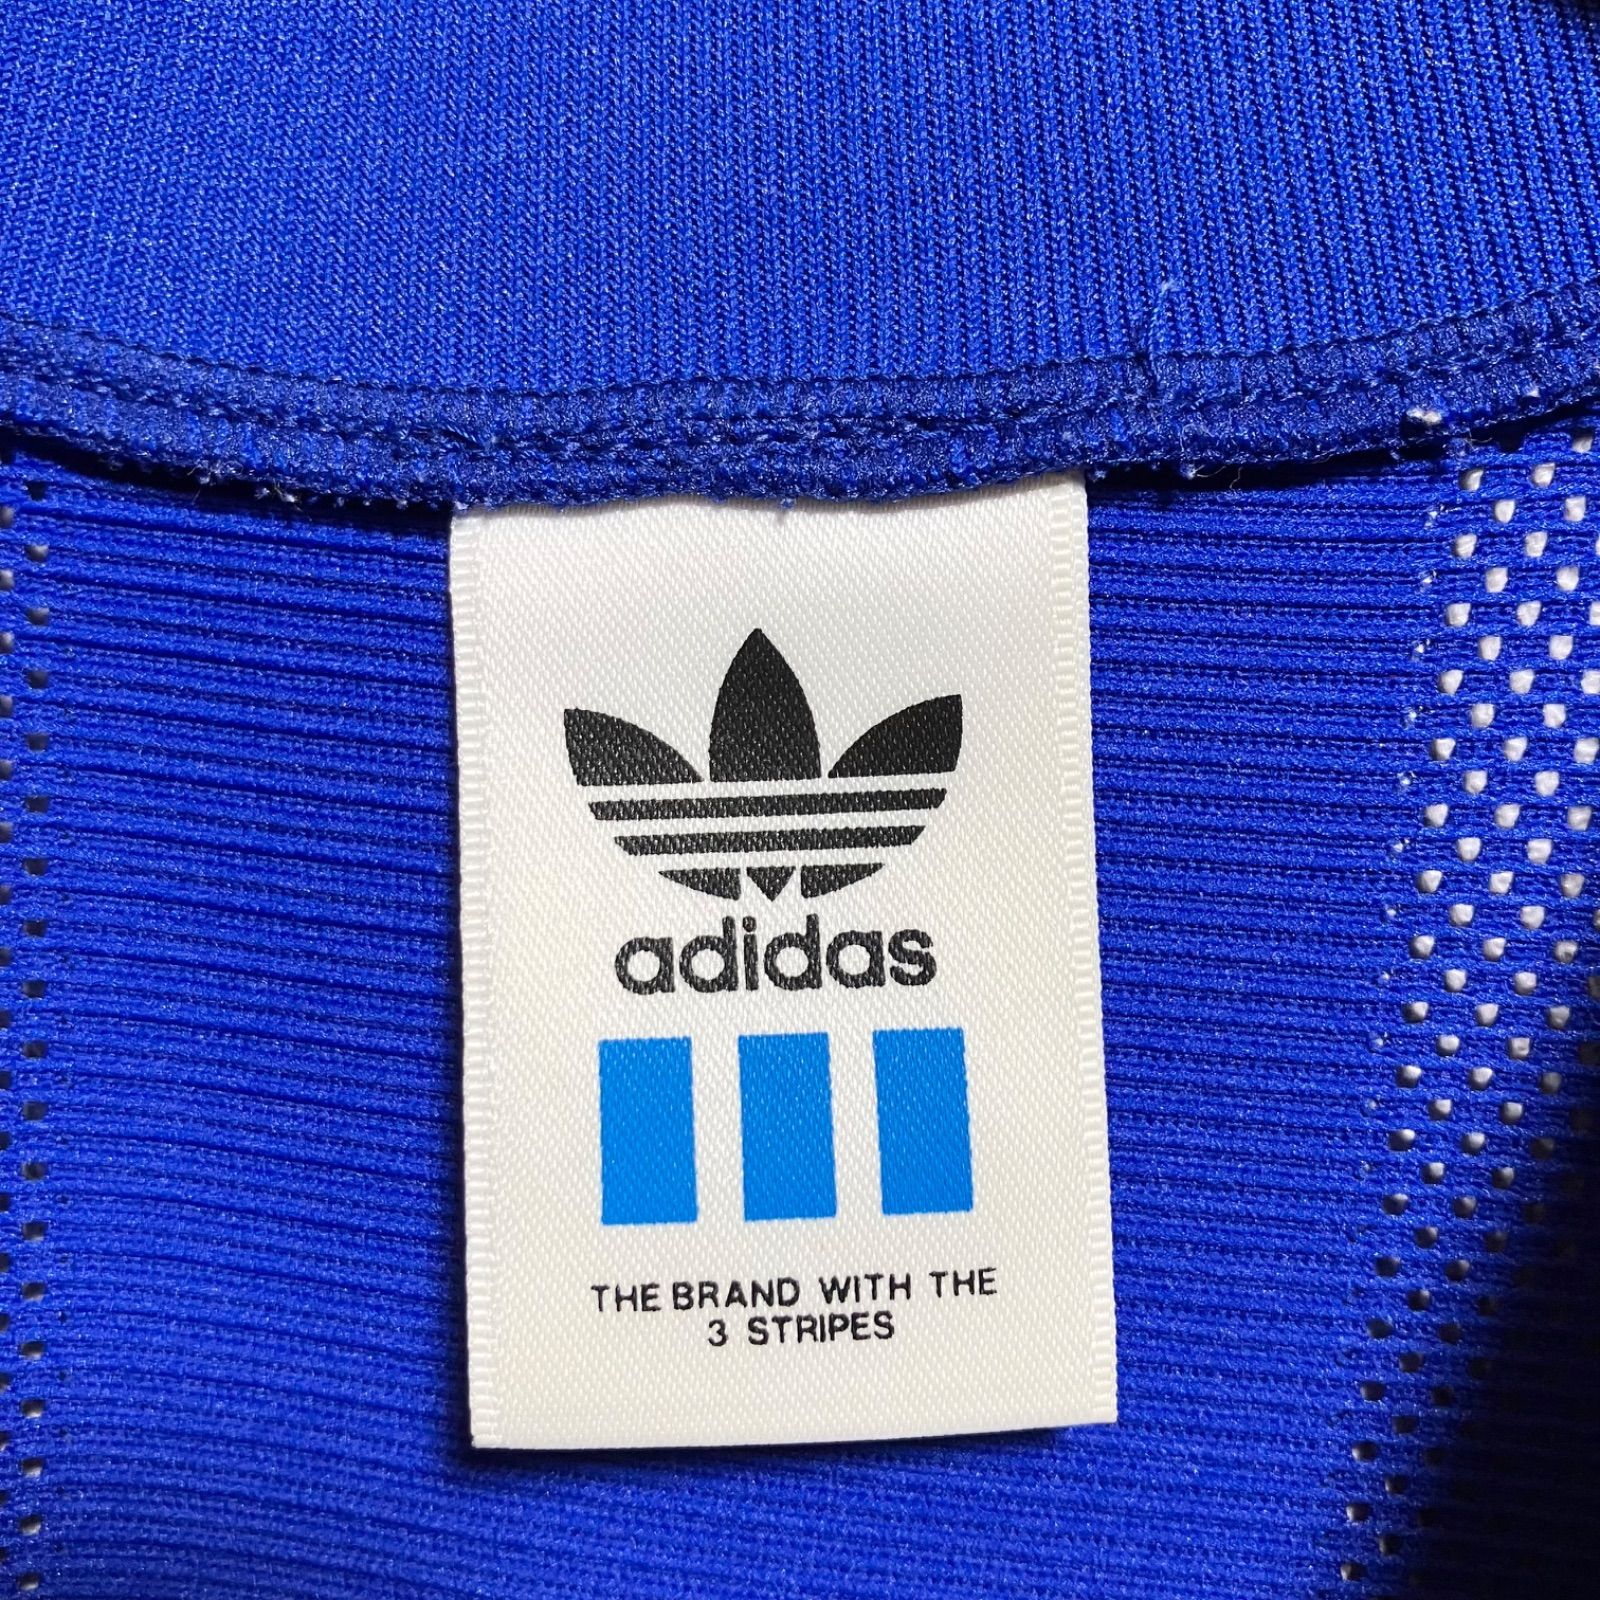 adidas
THE BRAND WITH THE
3 STRIPES